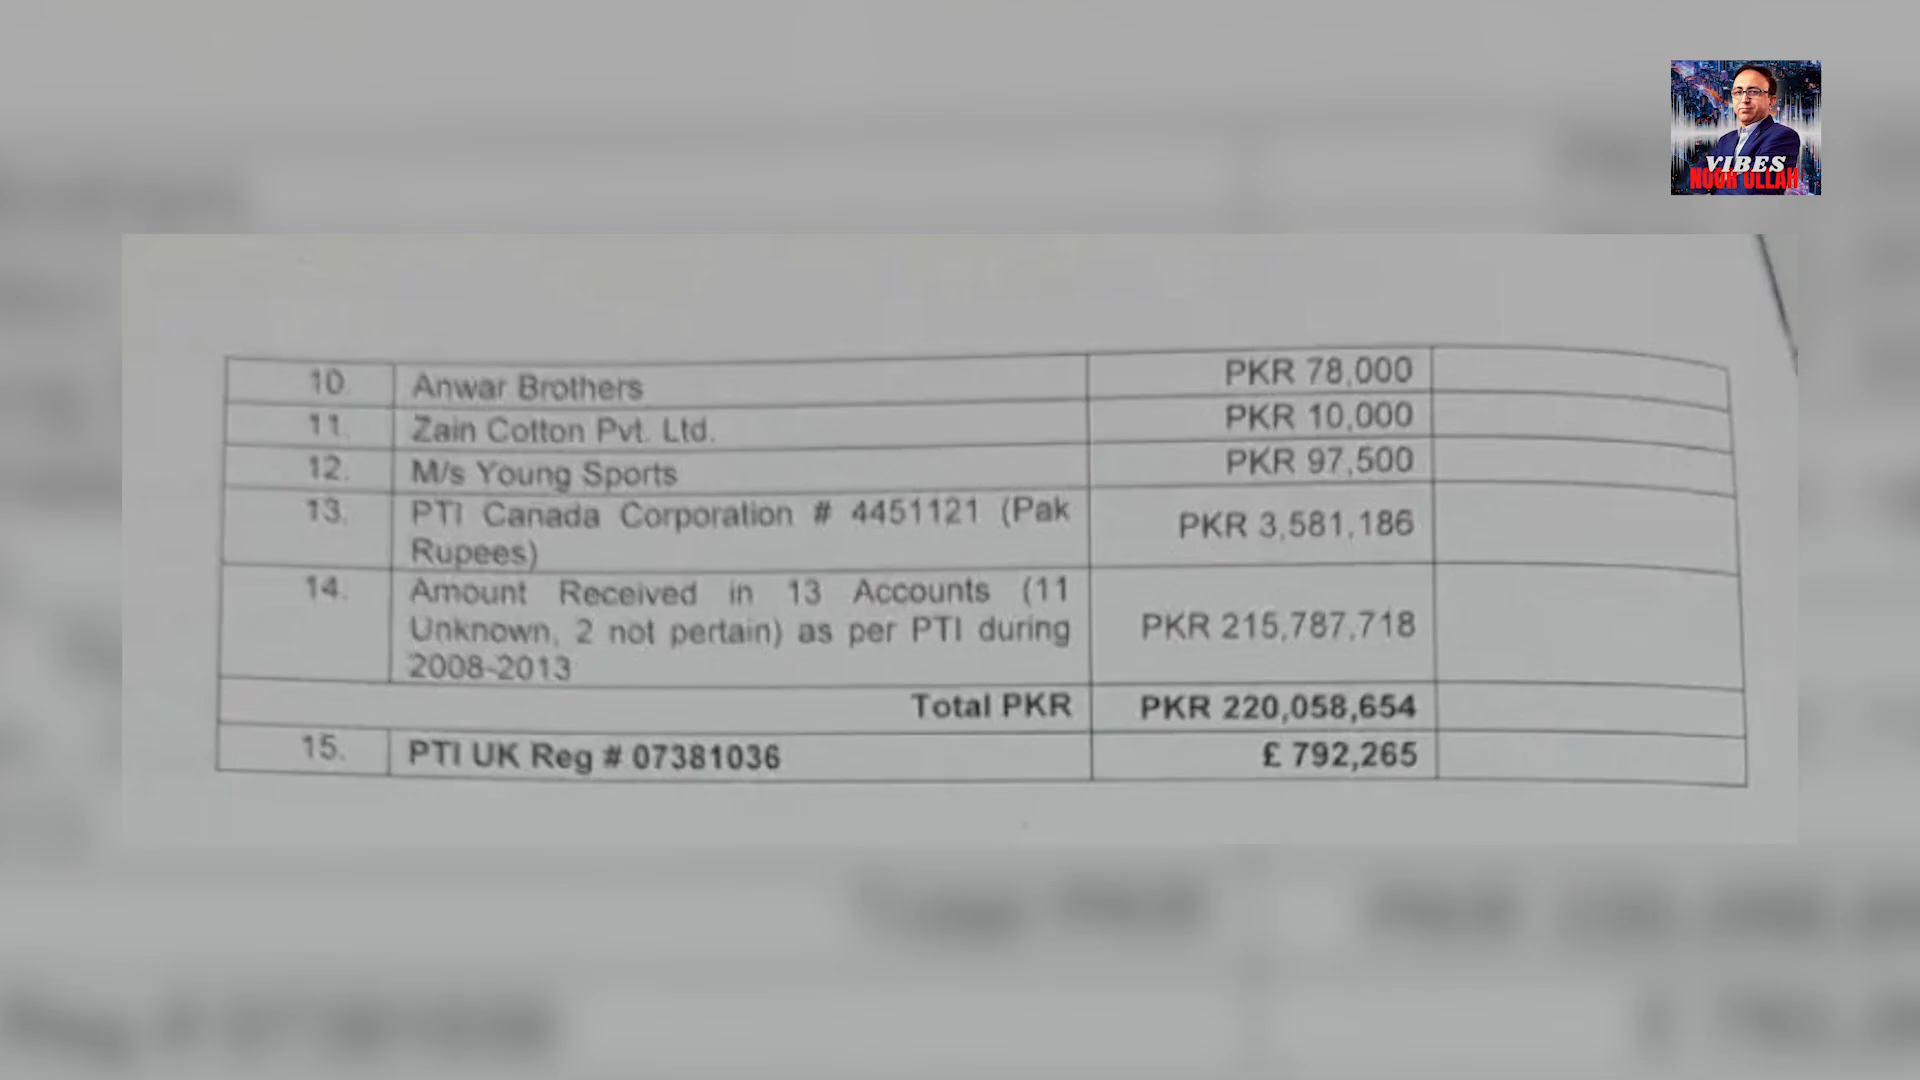 VIBES
NOOR ULLAH
10. Anwar Brothers PKR 78,000
11. Zain Cotton Pvt. Ltd. PKR 10,000
12. M/s Young Sports PKR 97,500
13. PTI Canada Corporation # 4451121 (Pak
Rupees) PKR 3,581,186
14. Amount Received in 13 Accounts (11
Unknown, 2 not pertain) as per PTI during
2008-2013 PKR 215,787,718
Total PKR PKR 220,058,654
15. PTI UK Reg # 07381036 £ 792,265